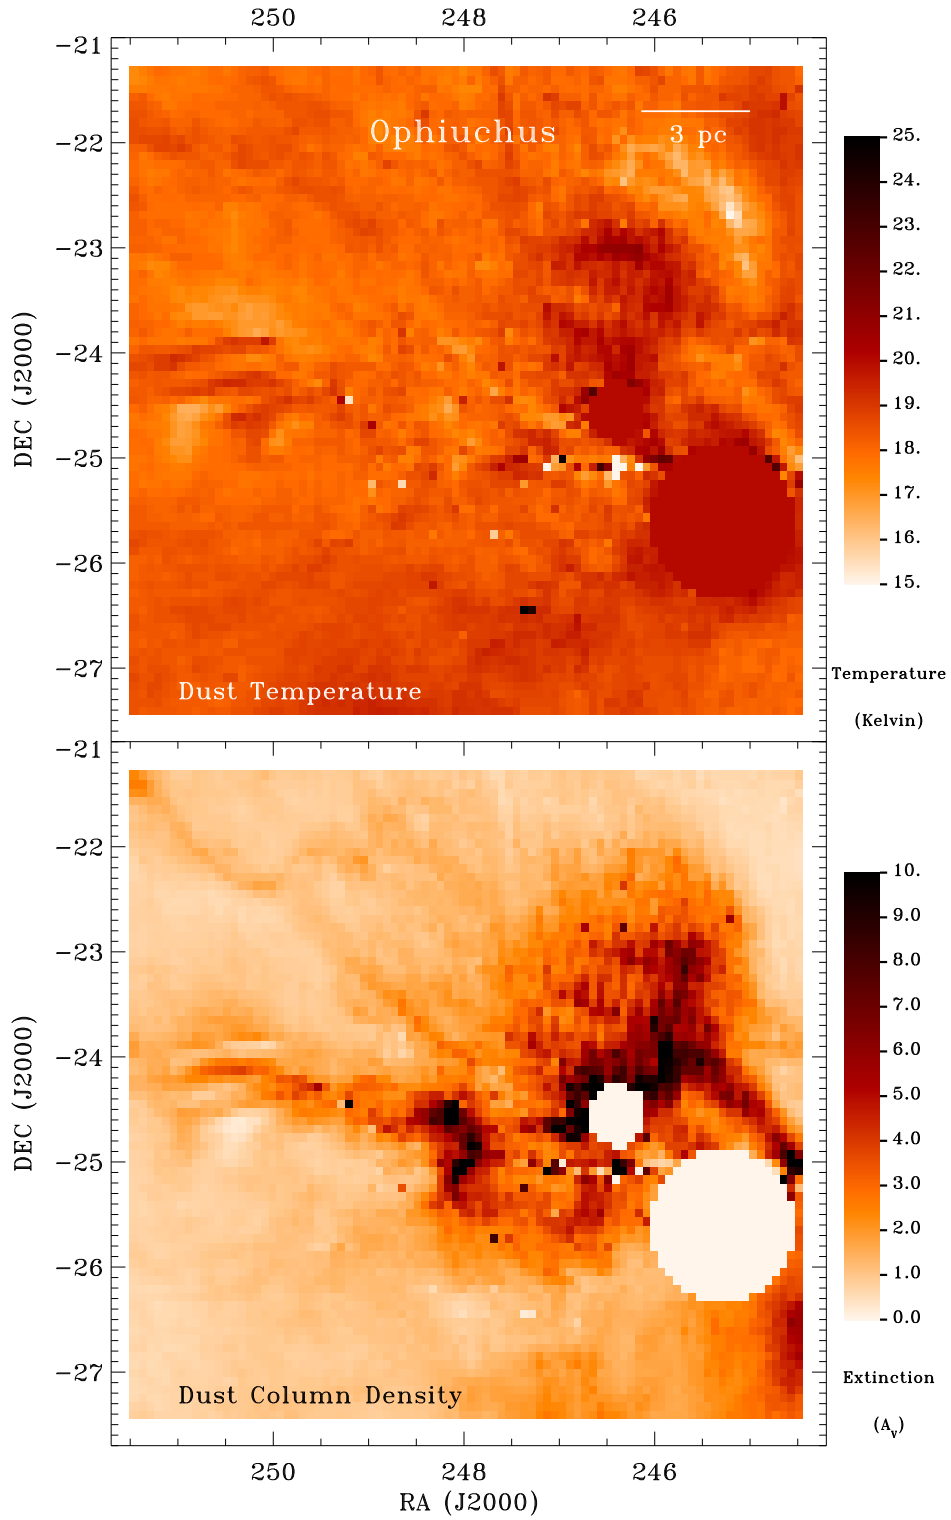 250 248 246
-21
-22
-23
-24
-25
-26
-27
DEC (J2000)
Ophiuchus
3 pc
Dust Temperature
25.
24.
23.
22.
21.
20.
19.
18.
17.
16.
15.
Temperature
(Kelvin)
-21
-22
-23
-24
-25
-26
-27
DEC (J2000)
Dust Column Density
10.
9.0
8.0
7.0
6.0
5.0
4.0
3.0
2.0
1.0
0.0
Extinction
(Av)
250 248 246
RA (J2000)